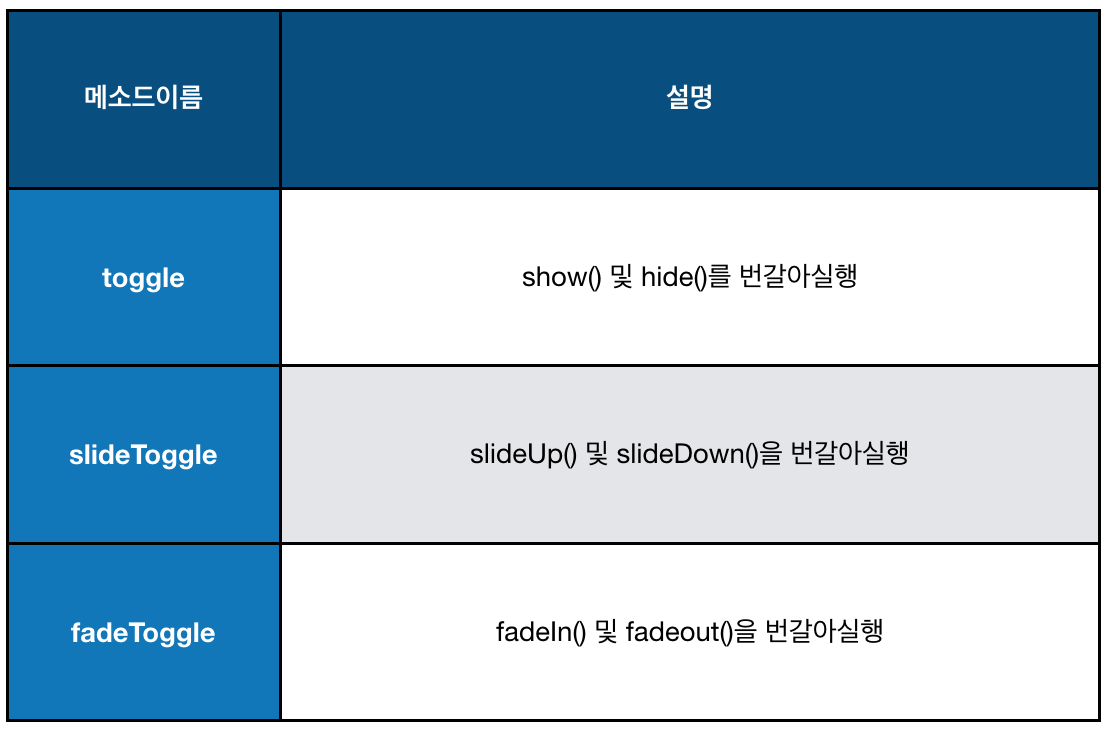 메소드이름 설명
toggle show() 및 hide()를 번갈아실행
slideToggle slideUp() 및 slideDown()을 번갈아실행
fadeToggle fadeIn() 및 fadeout()을 번갈아실행